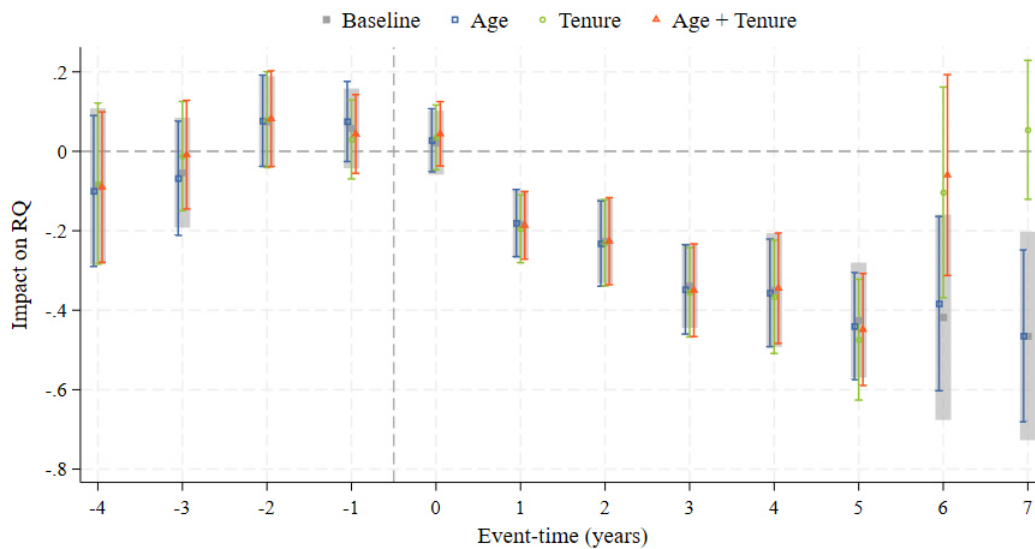 Baseline Age Tenure Age + Tenure
.2
0
-.2
-.4
-.6
-.8
Impact on RQ
-4 -3 -2 -1 0 1 2 3 4 5 6 7
Event-time (years)